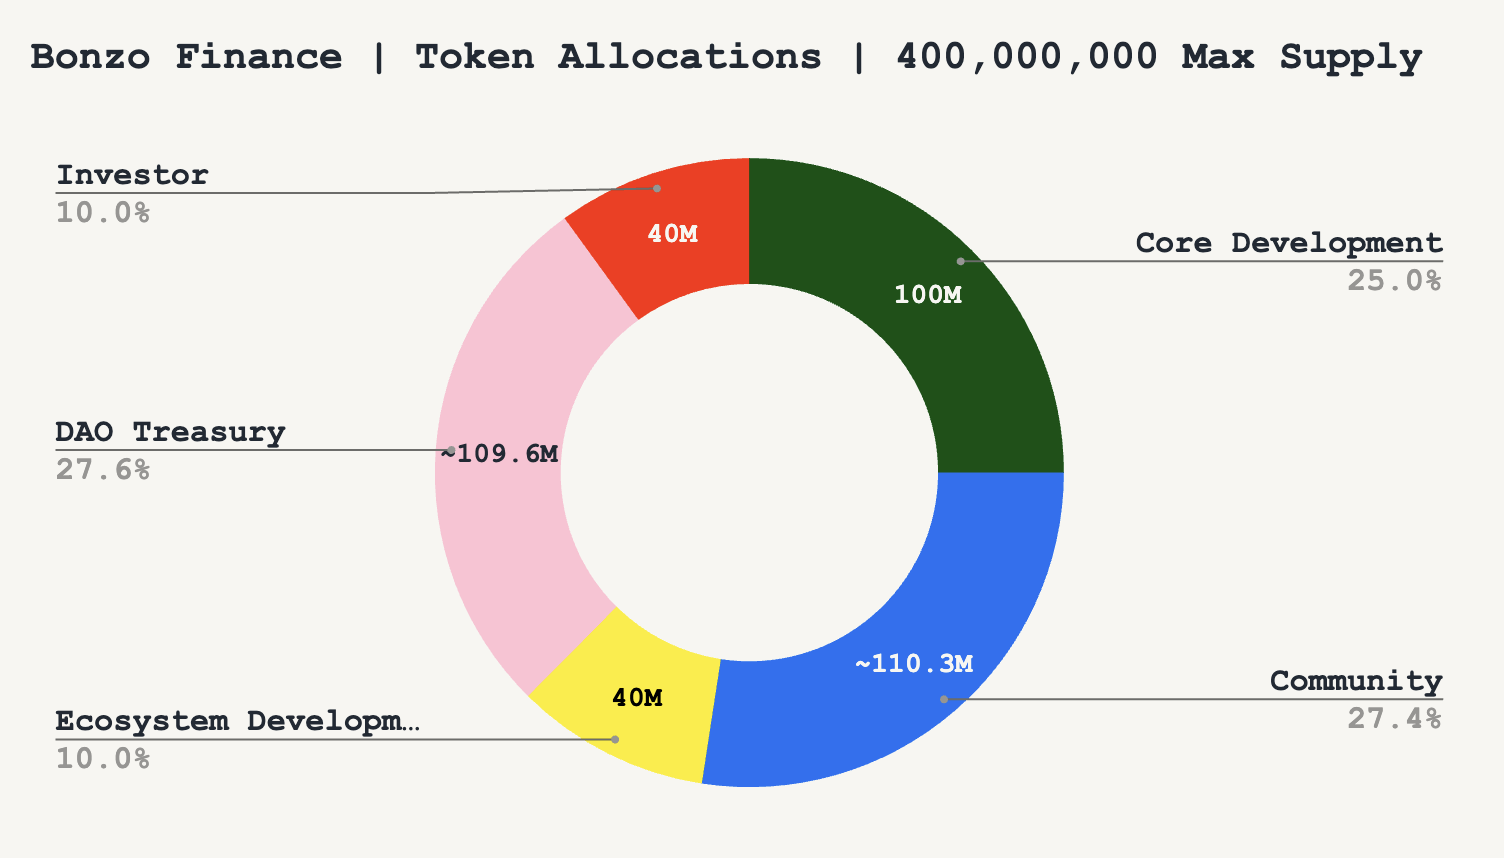 Bonzo Finance | Token Allocations | 400,000,000 Max Supply
Investor
10.0%
40M
Core Development
25.0%
100M
DAO Treasury
27.6%
~109.6M
~110.3M
Community
27.4%
40M
Ecosystem Developm…
10.0%